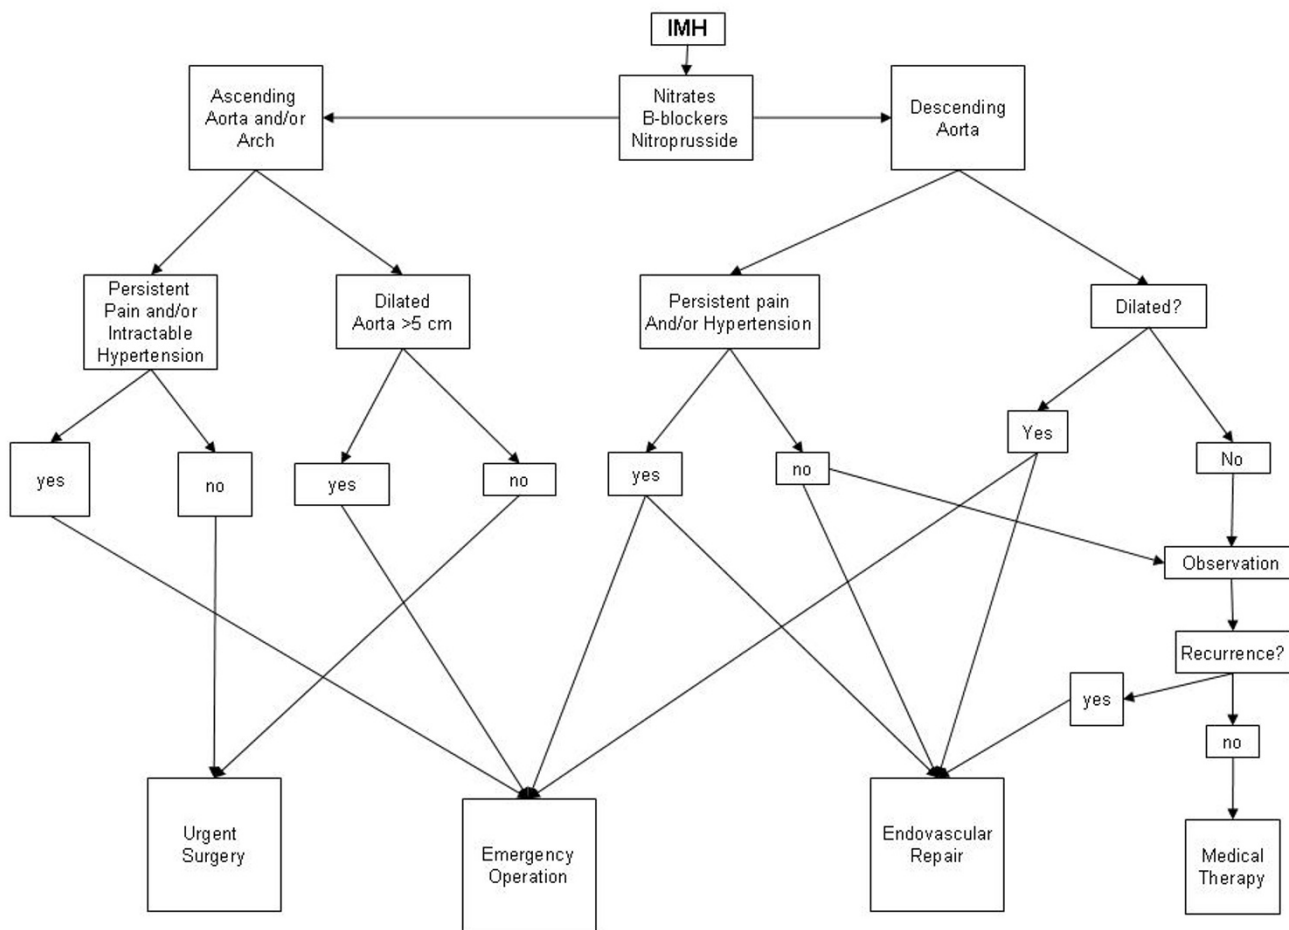 IMH
Ascending
Aorta and/or
Arch
Nitrates
B-blockers
Nitroprusside
Descending
Aorta
Persistent
Pain and/or
Intractable
Hypertension
Dilated
Aorta >5 cm
Persistent pain
And/or Hypertension
Dilated?
yes
no
yes
no
yes
no
Yes
No
Observation
Recurrence?
yes
no
Urgent
Surgery
Emergency
Operation
Endovascular
Repair
Medical
Therapy